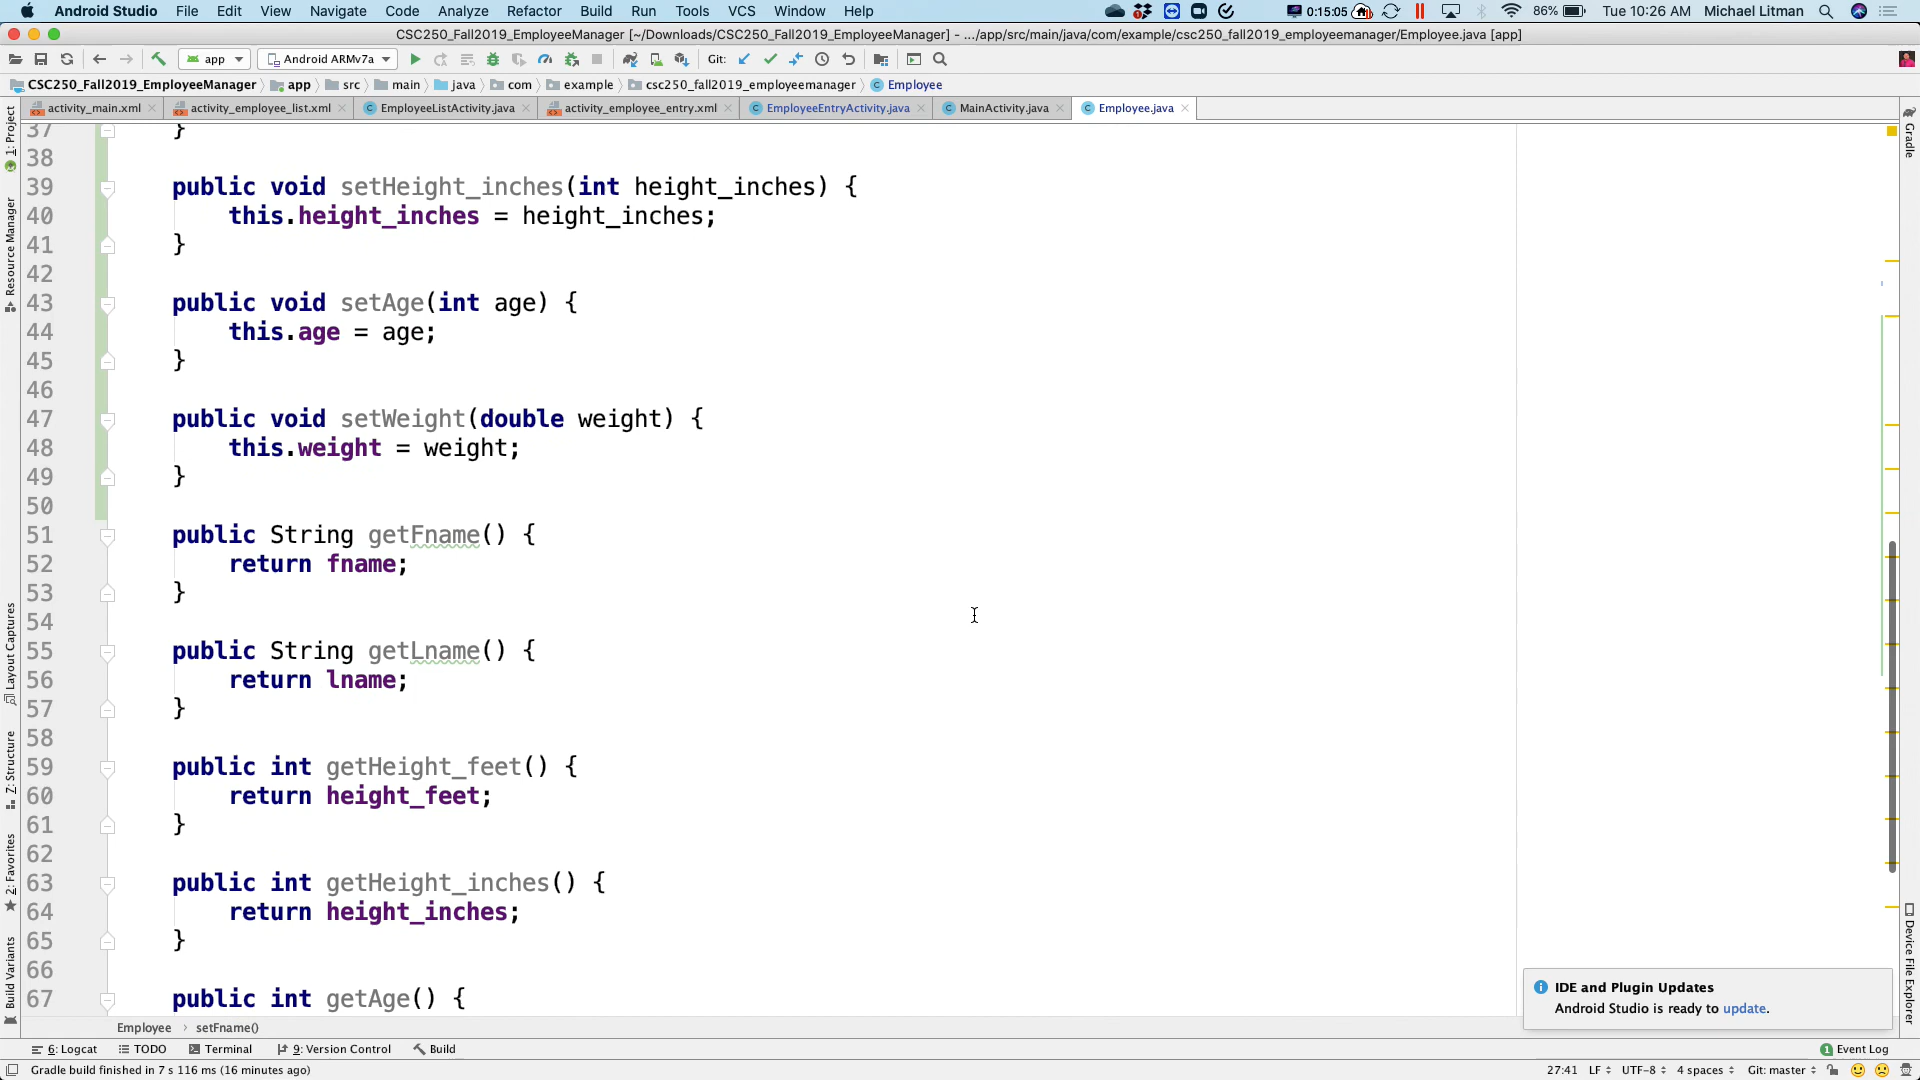 Android Studio File Edit View Navigate Code Analyze Refactor Build Run Tools VCS Window Help 0:15:05 86% Tue 10:26 AM Michael Litman
CSC250_Fall2019_EmployeeManager [~/Downloads/CSC250_Fall2019_EmployeeManager] - .../app/src/main/java/com/example/csc250_fall2019_employeemanager/Employee.java [app]
app Android ARMv7a Git:
CSC250_Fall2019_EmployeeManager app src main java com example csc250_fall2019_employeemanager Employee
activity_main.xml activity_employee_list.xml EmployeeListActivity.java activity_employee_entry.xml EmployeeEntryActivity.java MainActivity.java Employee.java
1: Project
Resource Manager
Layout Captures
Z: Structure
2: Favorites
Build Variants
Gradle
Device File Explorer
37 }
38
39 public void setHeight_inches(int height_inches) {
40 this.height_inches = height_inches;
41 }
42
43 public void setAge(int age) {
44 this.age = age;
45 }
46
47 public void setWeight(double weight) {
48 this.weight = weight;
49 }
50
51 public String getFname() {
52 return fname;
53 }
54
55 public String getLname() {
56 return lname;
57 }
58
59 public int getHeight_feet() {
60 return height_feet;
61 }
62
63 public int getHeight_inches() {
64 return height_inches;
65 }
66
67 public int getAge() {
IDE and Plugin Updates
Android Studio is ready to update.
Employee › setFname()
6: Logcat TODO Terminal 9: Version Control Build 1 Event Log
Gradle build finished in 7 s 116 ms (16 minutes ago) 27:41 LF UTF-8 4 spaces Git: master